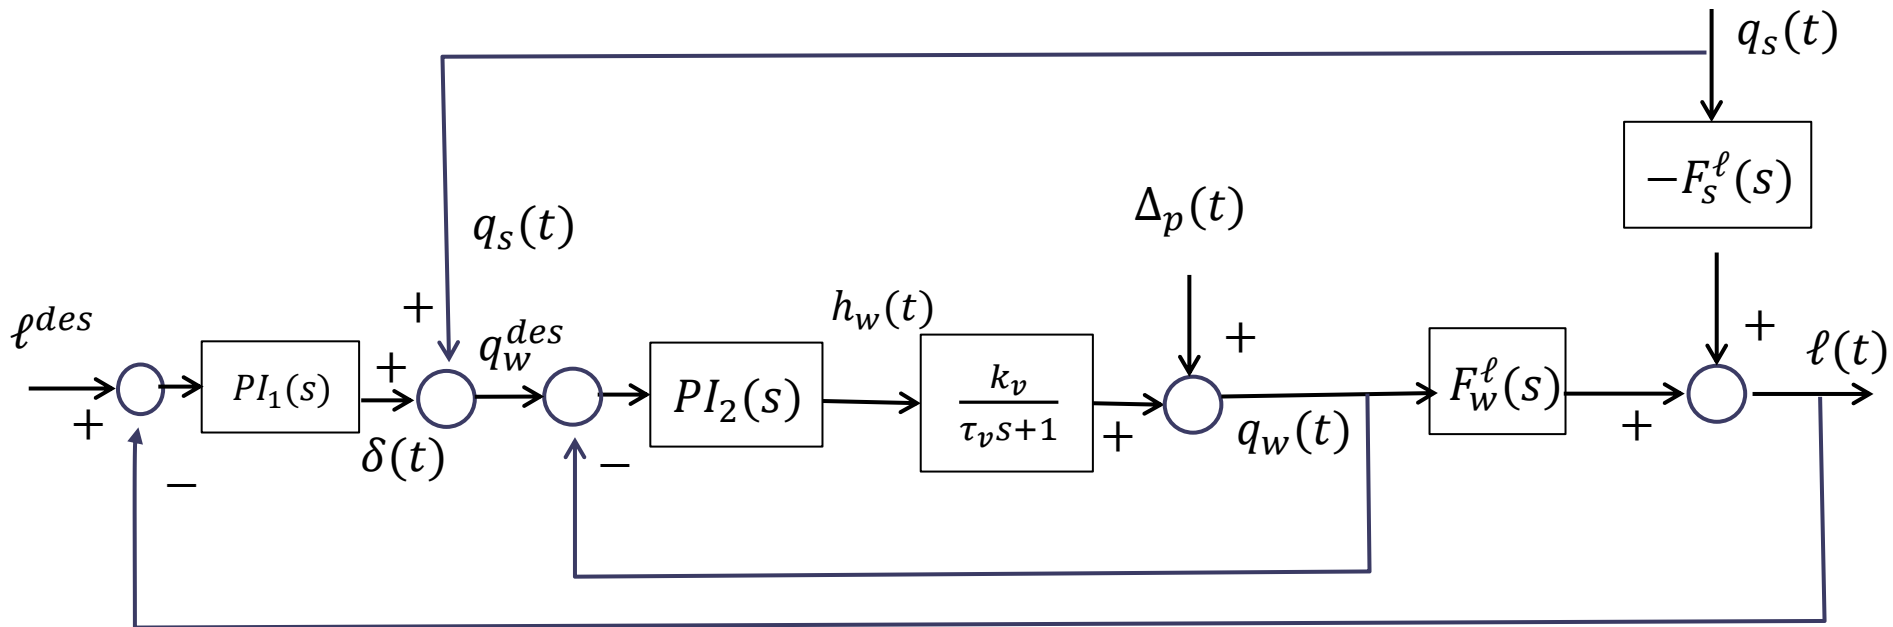 q_s(t)
−F_s^ℓ(s)
Δ_p(t)
q_s(t)
+
h_w(t)
+
+
ℓ^{des}
q_w^{des}
ℓ(t)
+
PI_1(s)
PI_2(s)
k_v
τ_v s+1
F_w^ℓ(s)
+
δ(t)
−
+
q_w(t)
+
−